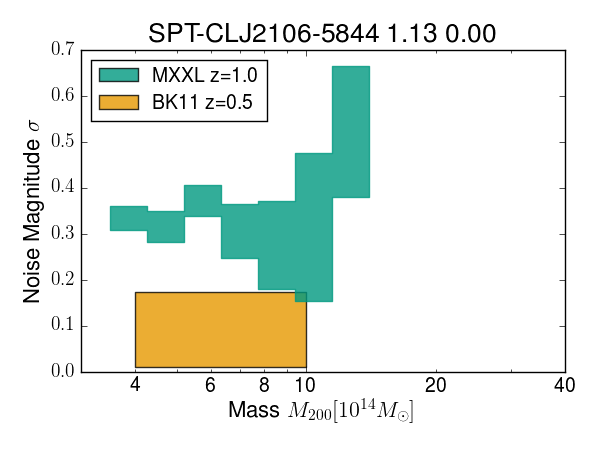 SPT-CLJ2106-5844 1.13 0.00
0.7
0.6
0.5
0.4
0.3
0.2
0.1
0.0
Noise Magnitude σ
MXXL z=1.0
BK11 z=0.5
4 6 8 10 20 40
Mass M₂₀₀[10¹⁴M☉]